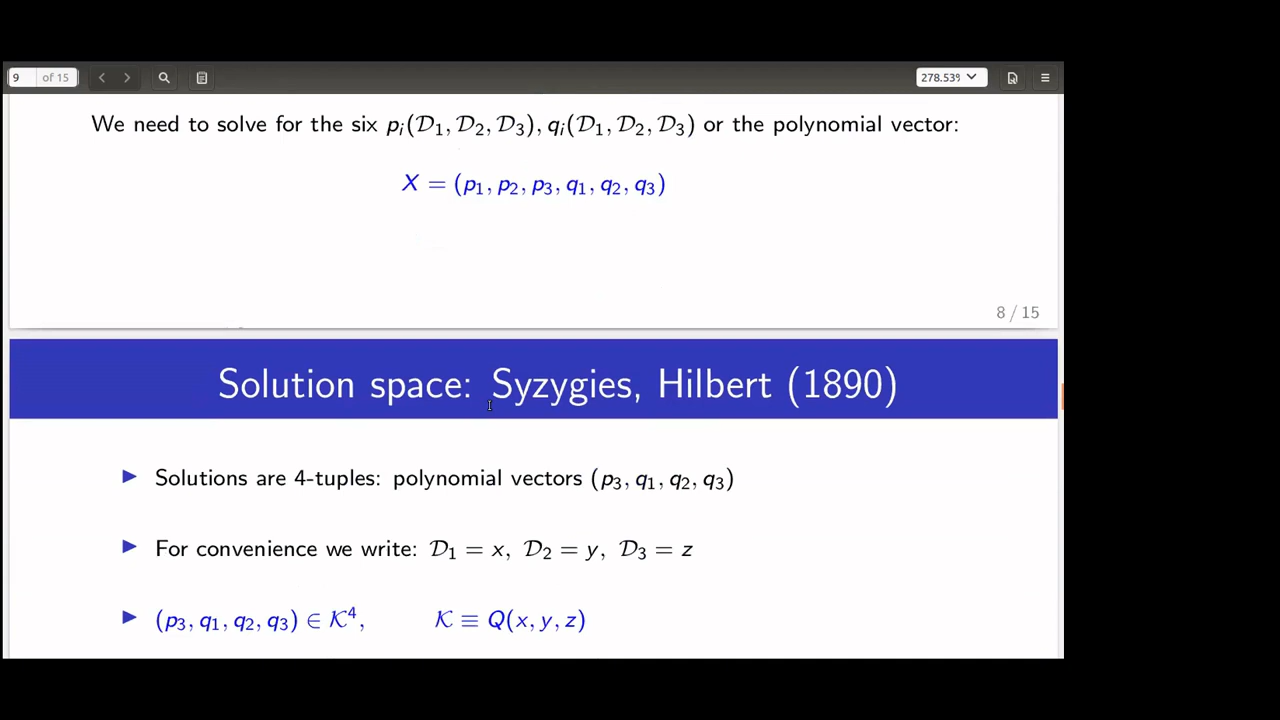 9 of 15 278.53%
We need to solve for the six pᵢ(𝒟₁, 𝒟₂, 𝒟₃), qᵢ(𝒟₁, 𝒟₂, 𝒟₃) or the polynomial vector:
X = (p₁, p₂, p₃, q₁, q₂, q₃)
8 / 15
Solution space: Syzygies, Hilbert (1890)
▶ Solutions are 4-tuples: polynomial vectors (p₃, q₁, q₂, q₃)
▶ For convenience we write: 𝒟₁ = x, 𝒟₂ = y, 𝒟₃ = z
▶ (p₃, q₁, q₂, q₃) ∈ 𝒦⁴, 𝒦 ≡ Q(x, y, z)